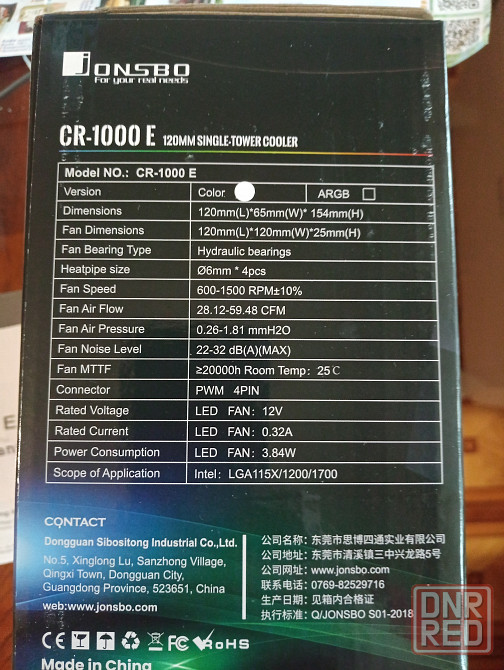 JONSBO
For your real needs
CR-1000 E 120MM SINGLE-TOWER COOLER
Model NO.: CR-1000 E
Version Color ARGB
Dimensions 120mm(L)*65mm(W)* 154mm(H)
Fan Dimensions 120mm(L)*120mm(W)*25mm(H)
Fan Bearing Type Hydraulic bearings
Heatpipe size Ø6mm * 4pcs
Fan Speed 600-1500 RPM±10%
Fan Air Flow 28.12-59.48 CFM
Fan Air Pressure 0.26-1.81 mmH2O
Fan Noise Level 22-32 dB(A)(MAX)
Fan MTTF ≥20000h Room Temp: 25℃
Connector PWM 4PIN
Rated Voltage LED FAN: 12V
Rated Current LED FAN: 0.32A
Power Consumption LED FAN: 3.84W
Scope of Application Intel: LGA115X/1200/1700
CONTACT
Dongguan Sibositong Industrial Co.,Ltd.
No.5, Xinglong Lu, Sanzhong Village,
Qingxi Town, Dongguan City,
Guangdong Province, 523651, China
web:www.jonsbo.com
公司名称: 东莞市思博四通实业有限公司
公司地址: 东莞市清溪镇三中兴龙路5号
公司网址: www.jonsbo.com
联系电话: 0769-82529716
生产日期: 见箱内合格证
执行标准: Q/JONSBO S01-2018
CE FC RoHS
Made in China
DNR
RED